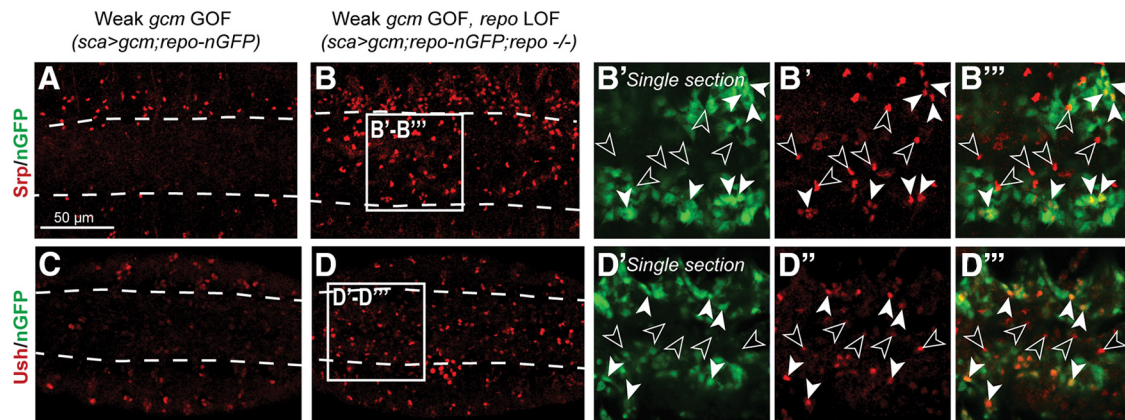 Weak gcm GOF
(sca>gcm;repo-nGFP)
Weak gcm GOF, repo LOF
(sca>gcm;repo-nGFP;repo -/-)
Srp/nGFP
A
50 µm
B
B'-B'''
B' Single section
B'
B'''
Ush/nGFP
C
D
D'-D'''
D' Single section
D''
D'''